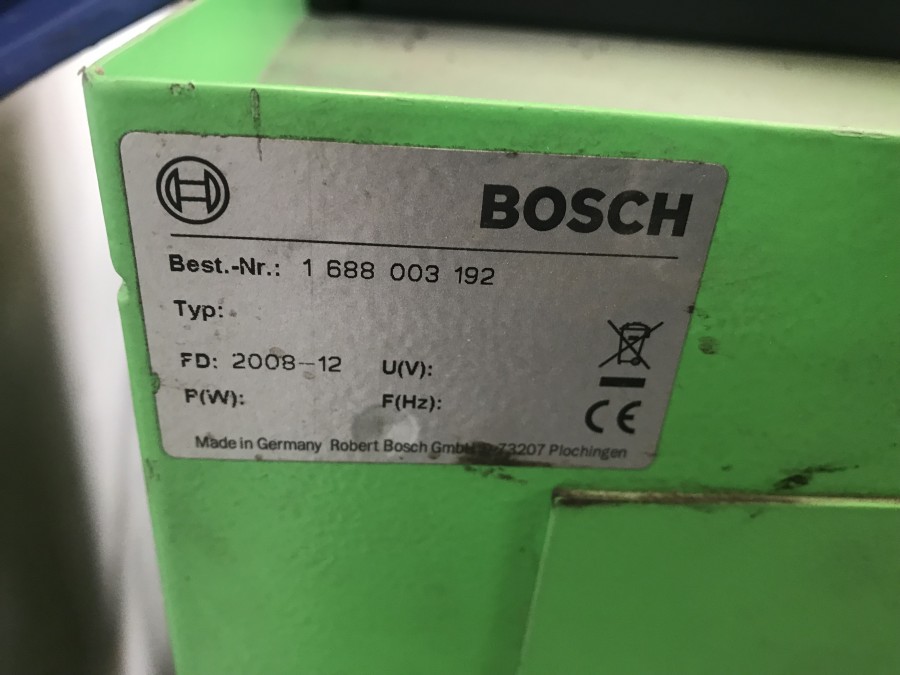 BOSCH
Best.-Nr.: 1 688 003 192
Typ:
FD: 2008-12 U(V):
P(W): F(Hz):
CE
Made in Germany Robert Bosch GmbH 73207 Plochingen